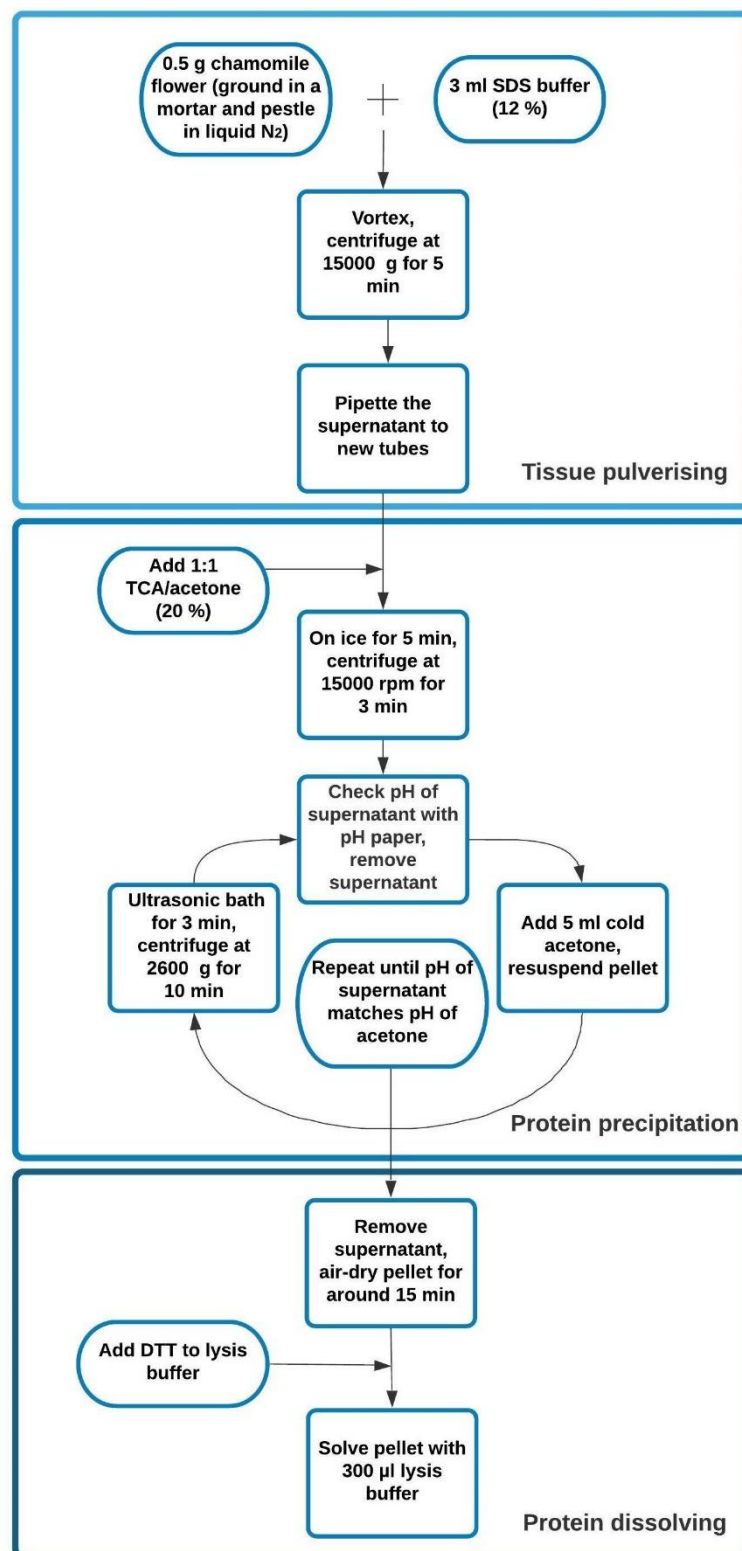 0.5 g chamomile
flower (ground in a
mortar and pestle
in liquid N2)
+
3 ml SDS buffer
(12 %)
Vortex,
centrifuge at
15000 g for 5
min
Pipette the
supernatant to
new tubes
Tissue pulverising
Add 1:1
TCA/acetone
(20 %)
On ice for 5 min,
centrifuge at
15000 rpm for
3 min
Check pH of
supernatant with
pH paper,
remove
supernatant
Add 5 ml cold
acetone,
resuspend pellet
Ultrasonic bath
for 3 min,
centrifuge at
2600 g for
10 min
Repeat until pH of
supernatant
matches pH of
acetone
Protein precipitation
Remove
supernatant,
air-dry pellet for
around 15 min
Add DTT to lysis
buffer
Solve pellet with
300 µl lysis
buffer
Protein dissolving